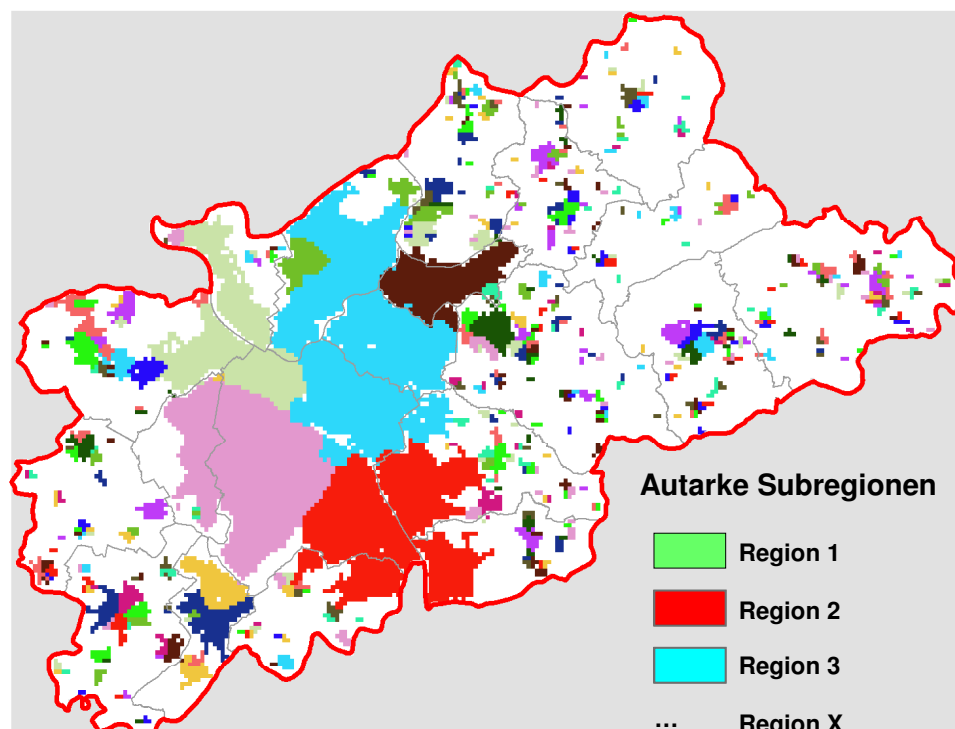 Autarke Subregionen
Region 1
Region 2
Region 3
... Region X